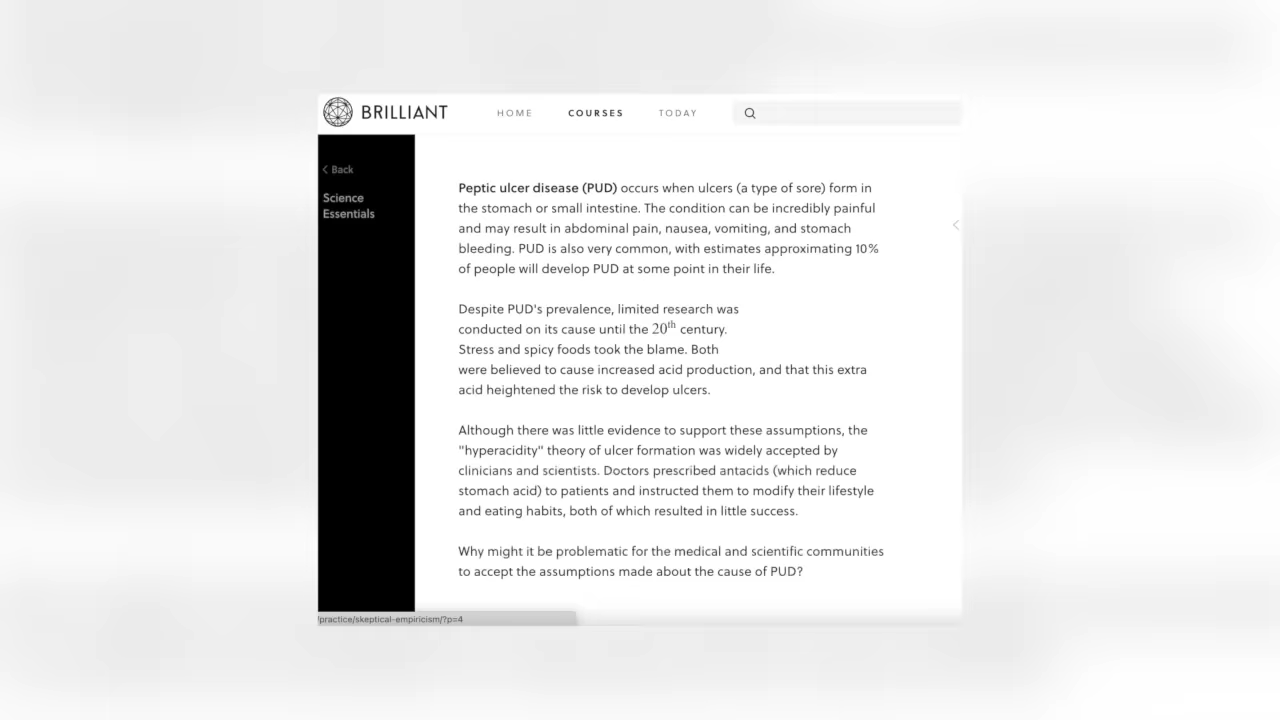 BRILLIANT
HOME
COURSES
TODAY
Back
Science
Essentials
Peptic ulcer disease (PUD) occurs when ulcers (a type of sore) form in
the stomach or small intestine. The condition can be incredibly painful
and may result in abdominal pain, nausea, vomiting, and stomach
bleeding. PUD is also very common, with estimates approximating 10%
of people will develop PUD at some point in their life.
Despite PUD's prevalence, limited research was
conducted on its cause until the 20th century.
Stress and spicy foods took the blame. Both
were believed to cause increased acid production, and that this extra
acid heightened the risk to develop ulcers.
Although there was little evidence to support these assumptions, the
"hyperacidity" theory of ulcer formation was widely accepted by
clinicians and scientists. Doctors prescribed antacids (which reduce
stomach acid) to patients and instructed them to modify their lifestyle
and eating habits, both of which resulted in little success.
Why might it be problematic for the medical and scientific communities
to accept the assumptions made about the cause of PUD?
/practice/skeptical-empiricism/?p=4